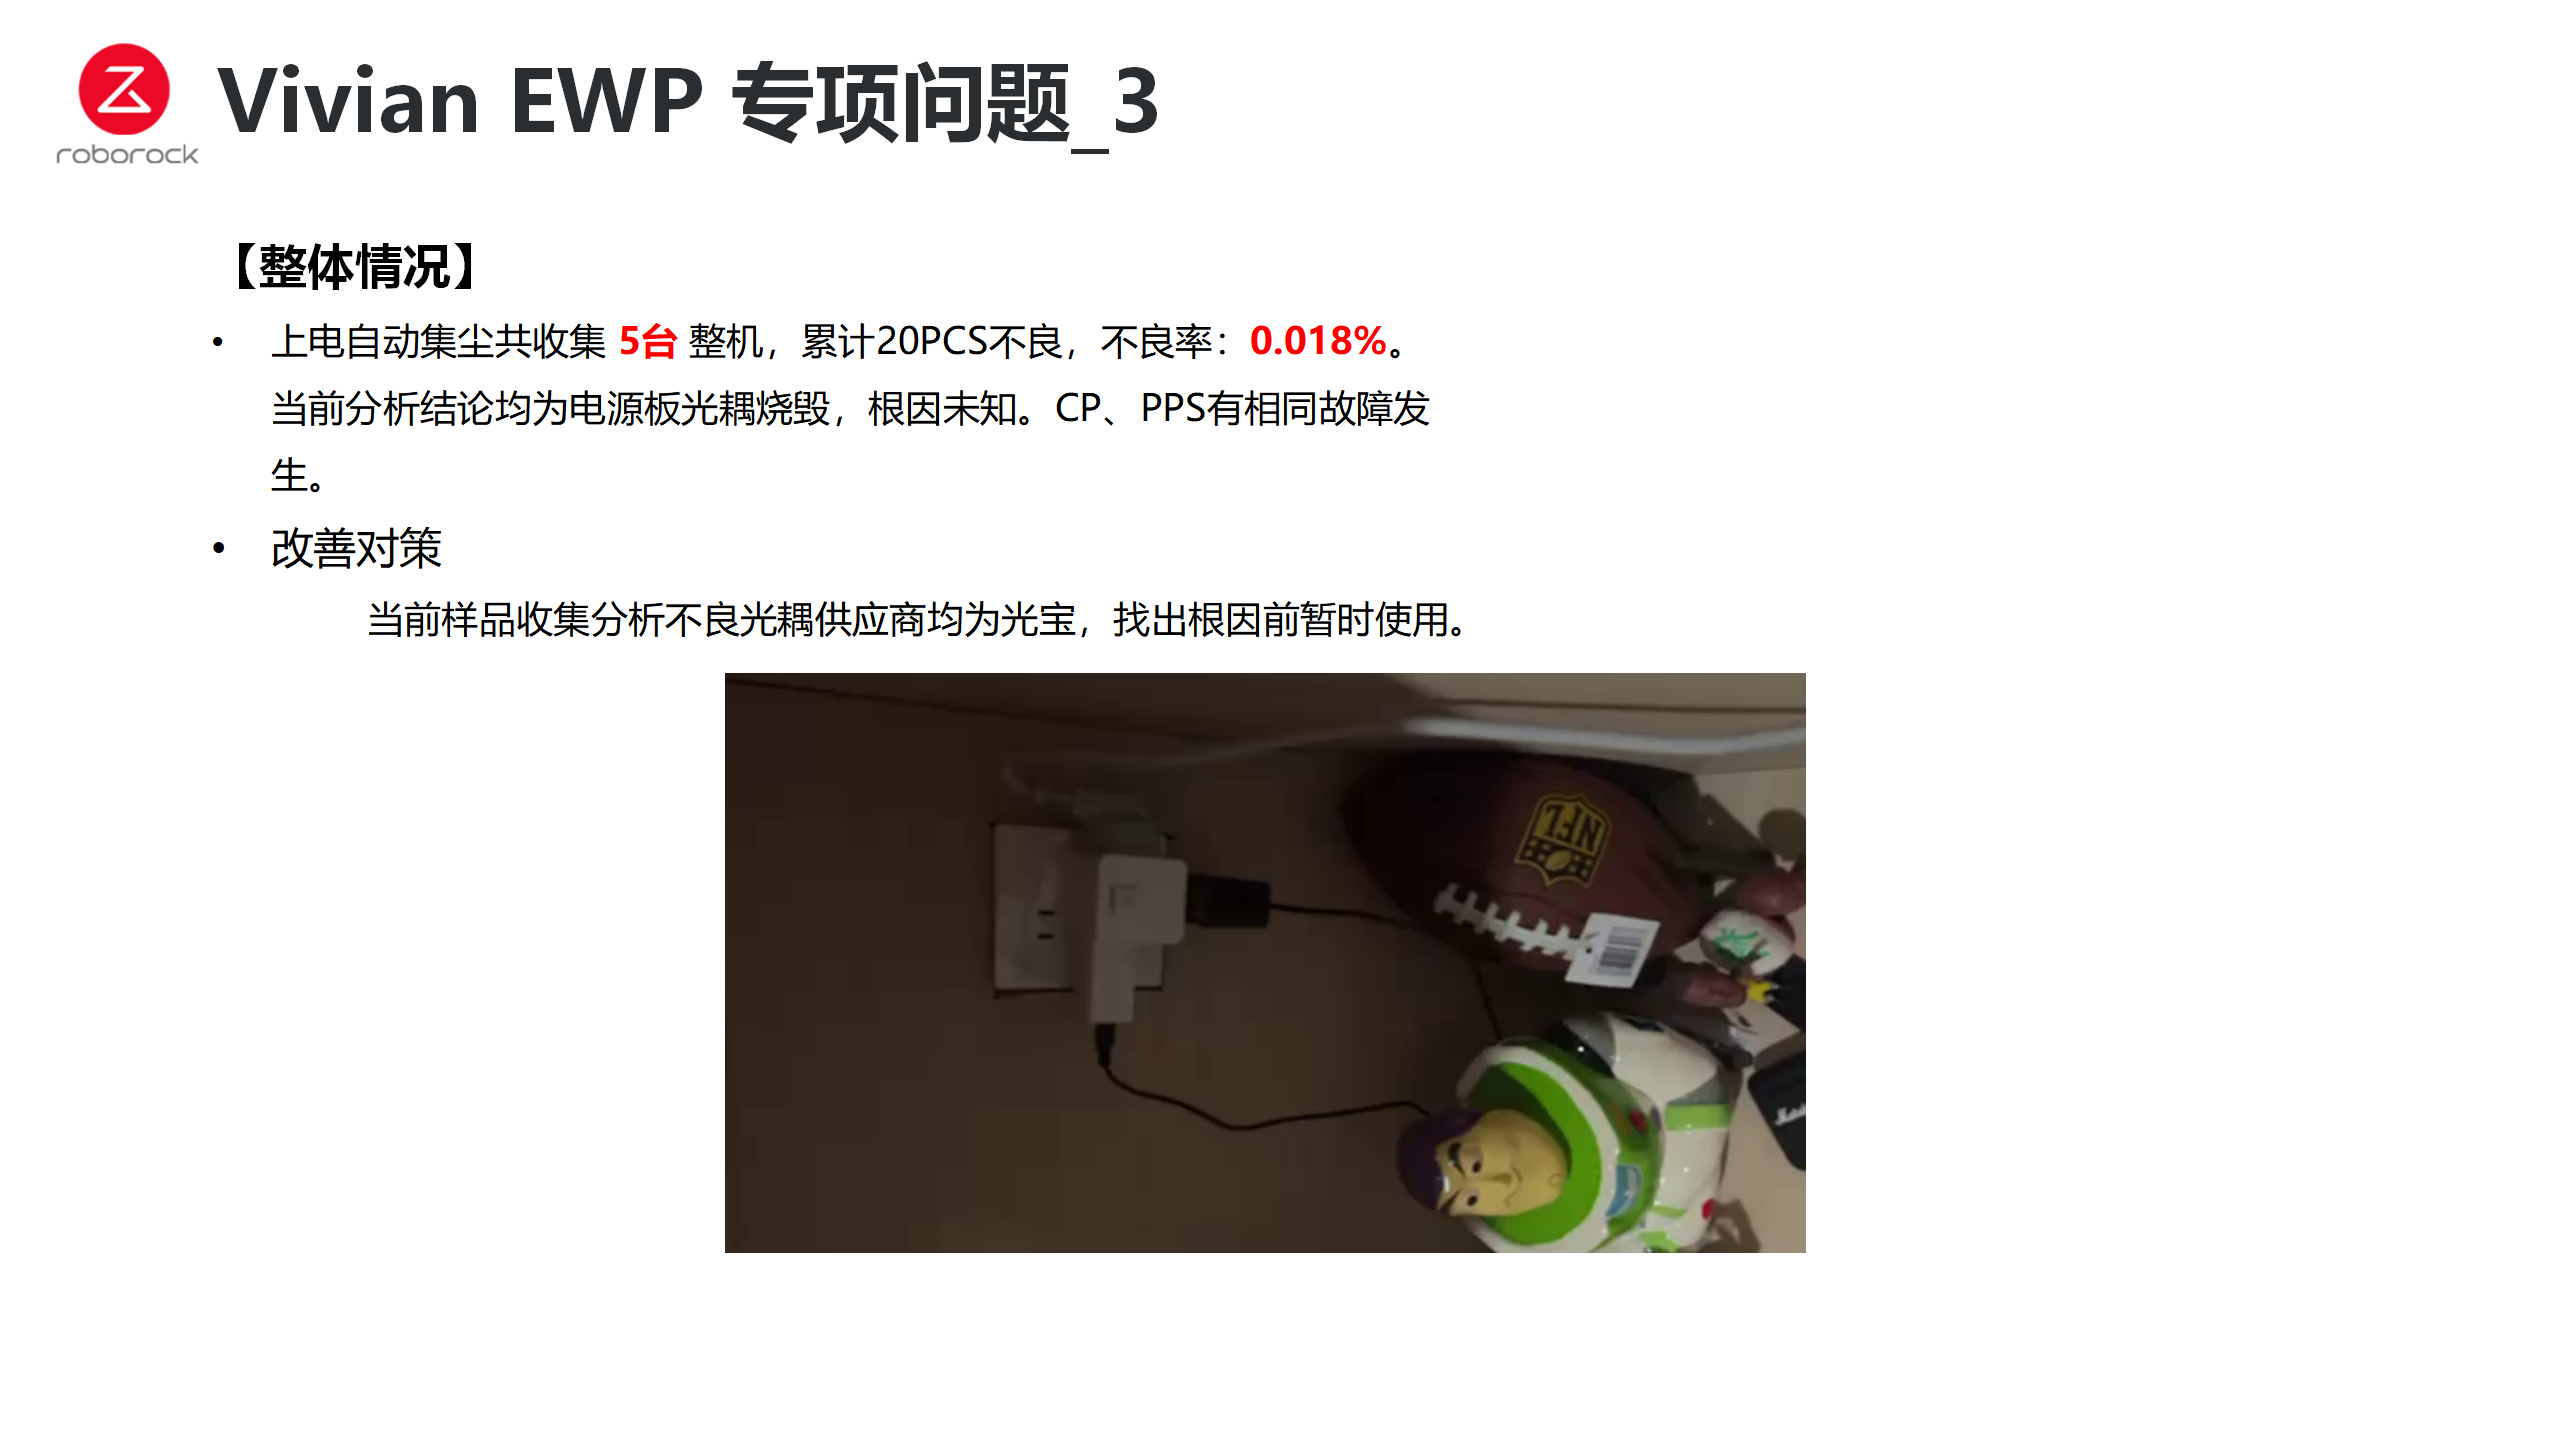 roborock
Vivian EWP 专项问题_3
【整体情况】
• 上电自动集尘共收集 5台 整机，累计20PCS不良，不良率：0.018%。
当前分析结论均为电源板光耦烧毁，根因未知。CP、PPS有相同故障发
生。
• 改善对策
当前样品收集分析不良光耦供应商均为光宝，找出根因前暂时使用。
NFL